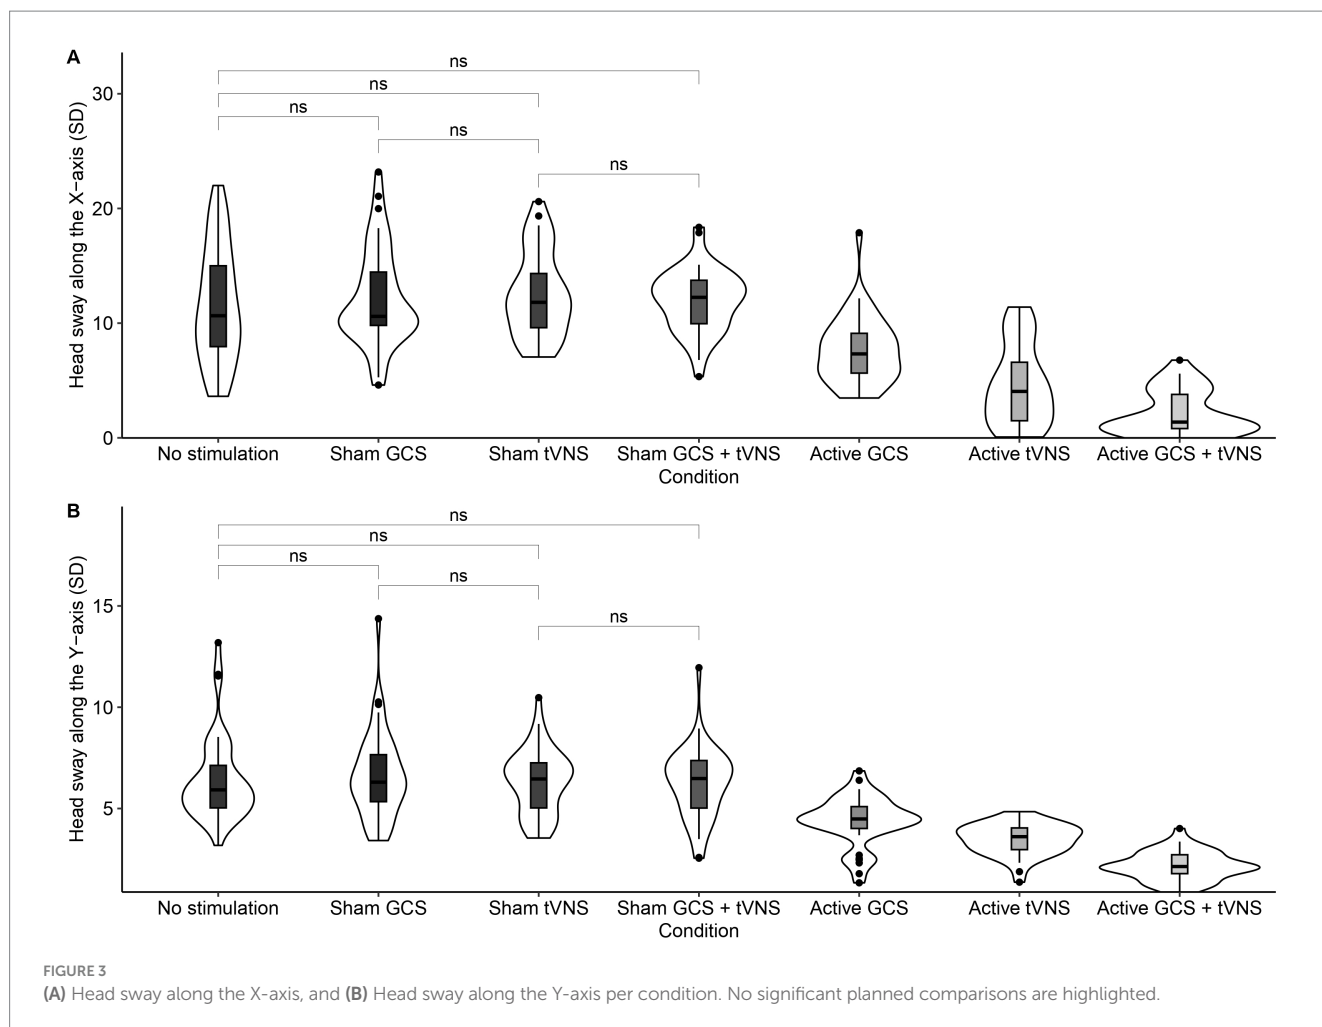 A
Head sway along the X−axis (SD)
30
20
10
0
ns
ns
ns
ns
ns
No stimulation
Sham GCS
Sham tVNS
Sham GCS + tVNS
Active GCS
Active tVNS
Active GCS + tVNS
Condition
B
Head sway along the Y−axis (SD)
15
10
5
ns
ns
ns
ns
ns
No stimulation
Sham GCS
Sham tVNS
Sham GCS + tVNS
Active GCS
Active tVNS
Active GCS + tVNS
Condition
FIGURE 3
(A) Head sway along the X-axis, and (B) Head sway along the Y-axis per condition. No significant planned comparisons are highlighted.